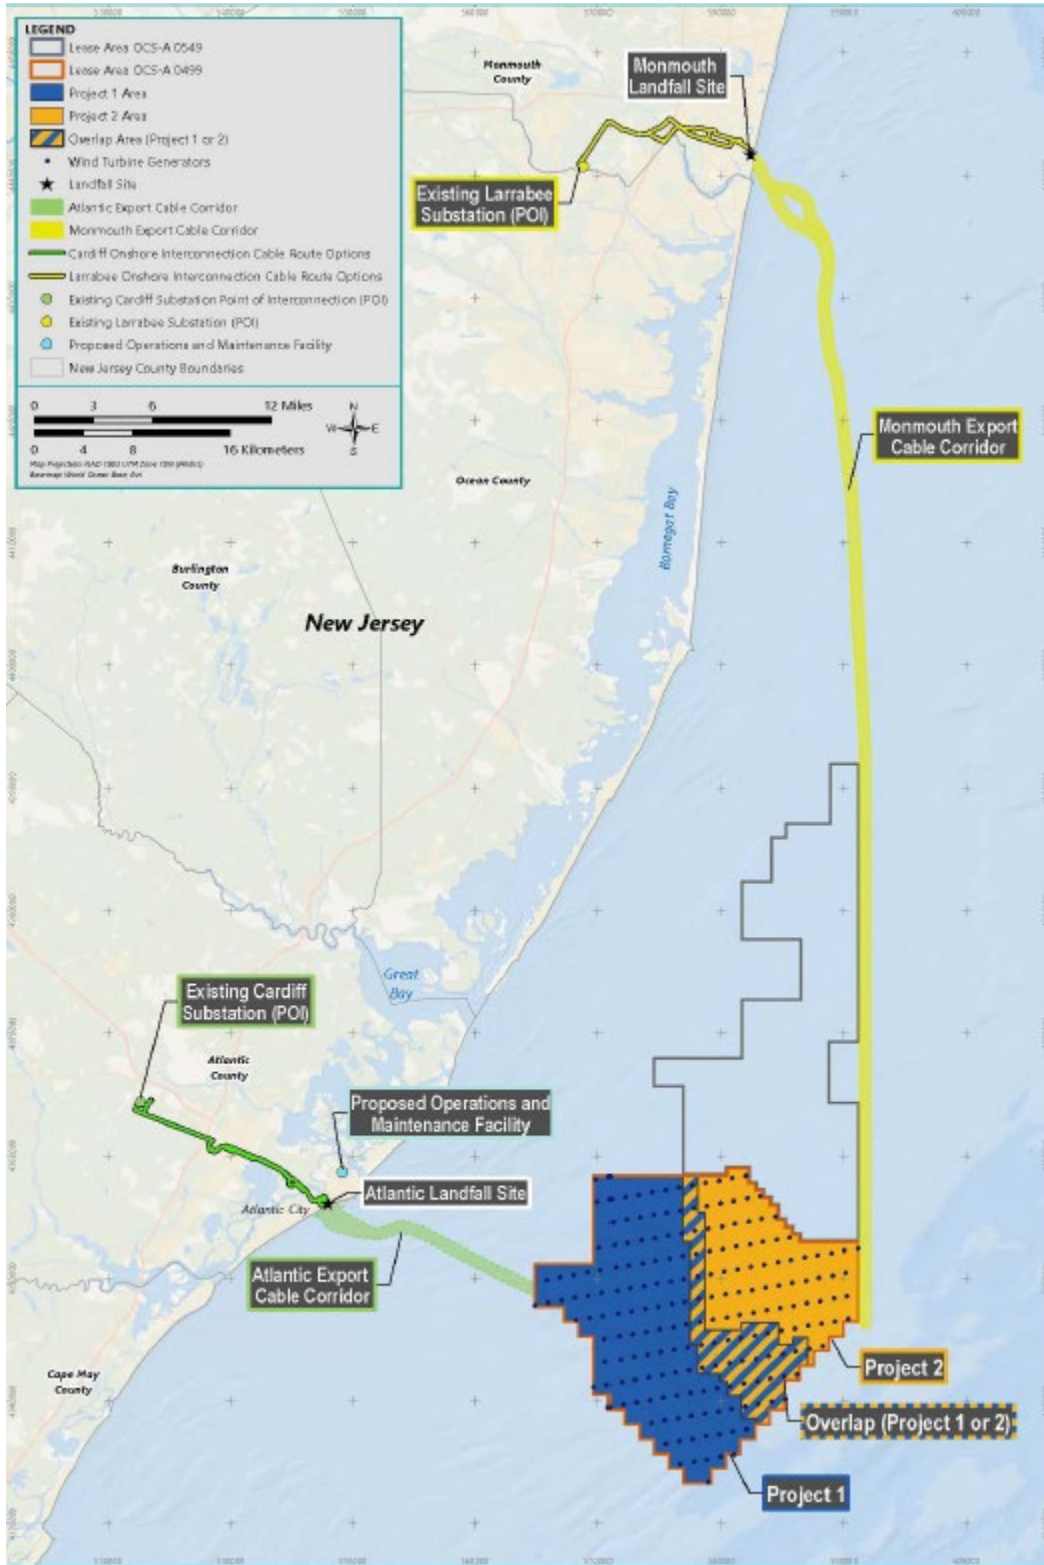 LEGEND
Lease Area OCS-A 0549
Lease Area OCS-A 0499
Project 1 Area
Project 2 Area
Overlap Area (Project 1 or 2)
Wind Turbine Generators
Landfall Site
Atlantic Export Cable Corridor
Monmouth Export Cable Corridor
Cardiff Onshore Interconnection Cable Route Options
Larrabee Onshore Interconnection Cable Route Options
Existing Cardiff Substation Point of Interconnection (POI)
Existing Larrabee Substation (POI)
Proposed Operations and Maintenance Facility
New Jersey County Boundaries
0 3 6 12 Miles
0 4 8 16 Kilometers
N
W E
S
Monmouth
County
Monmouth
Landfall Site
Existing Larrabee
Substation (POI)
Monmouth Export
Cable Corridor
Ocean County
Barnegat Bay
Burlington
County
New Jersey
Great
Bay
Existing Cardiff
Substation (POI)
Atlantic
County
Proposed Operations and
Maintenance Facility
Atlantic Landfall Site
Atlantic City
Atlantic Export
Cable Corridor
Cape May
County
Project 2
Overlap (Project 1 or 2)
Project 1